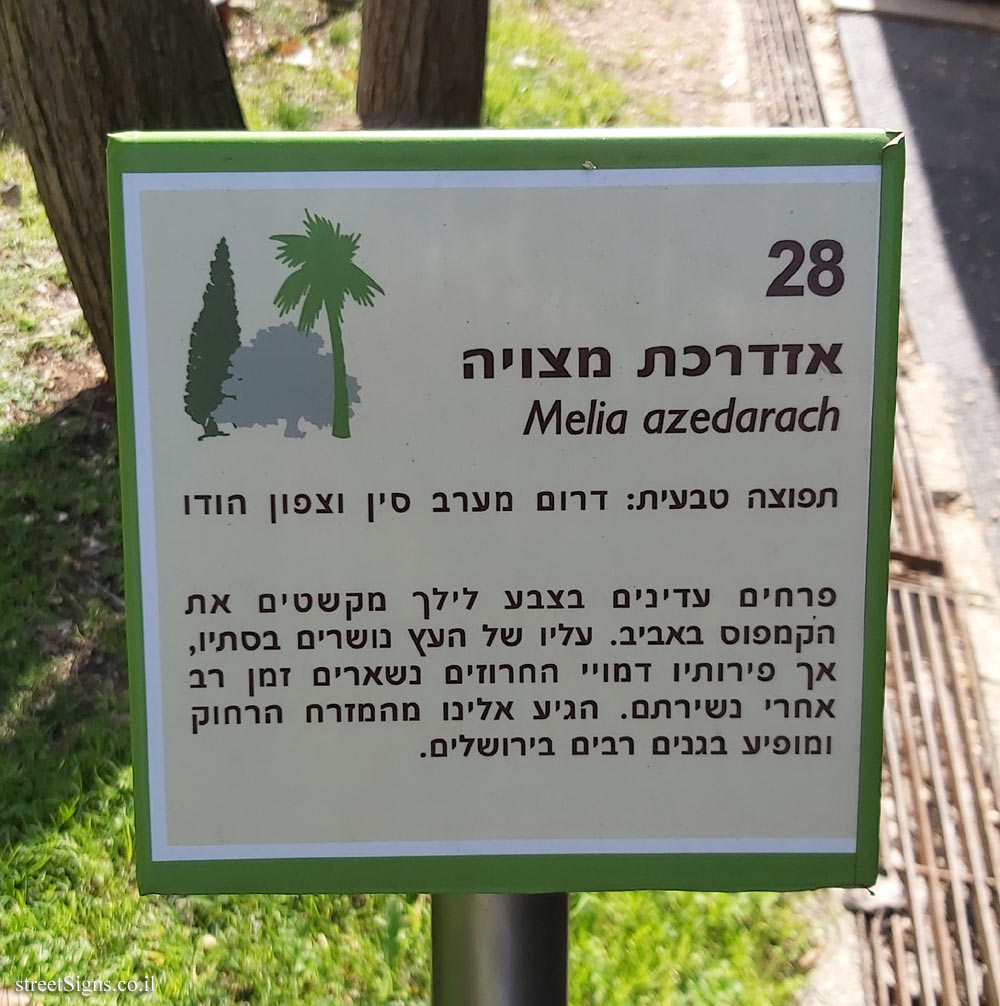 28
אזדרכת מצויה
Melia azedarach
תפוצה טבעית: דרום מערב סין וצפון הודו
פרחים עדינים בצבע לילך מקשטים את
הקמפוס באביב. עליו של העץ נושרים בסתיו,
אך פירותיו דמויי החרוזים נשארים זמן רב
אחרי נשירתם. הגיע אלינו מהמזרח הרחוק
ומופיע בגנים רבים בירושלים.
streetSigns.co.il